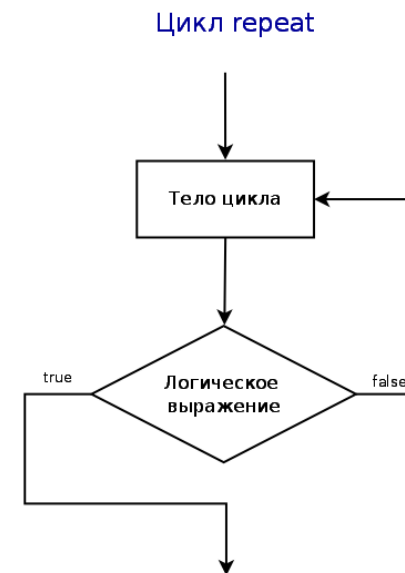 Цикл repeat
Тело цикла
true
Логическое
выражение
false